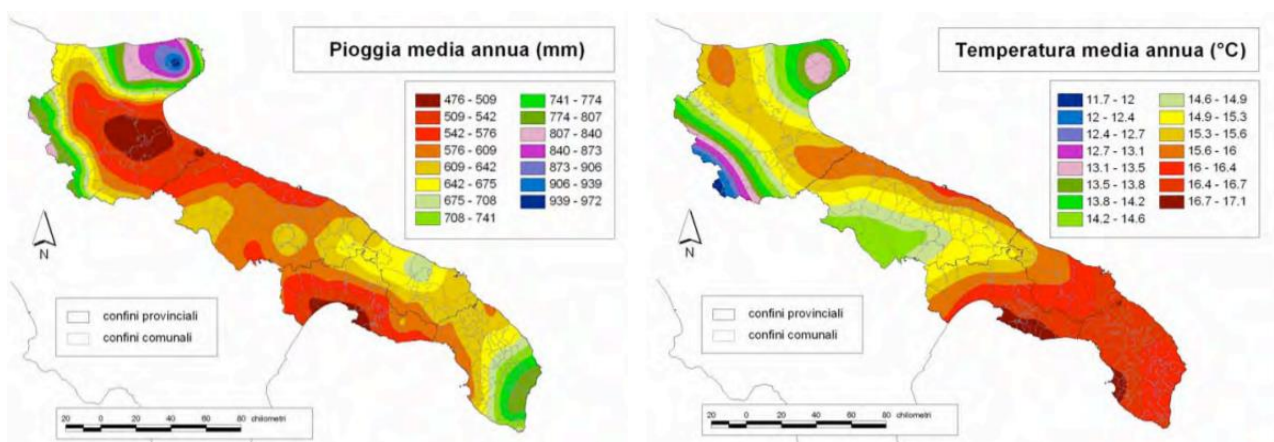 Pioggia media annua (mm)
476 - 509
509 - 542
542 - 576
576 - 609
609 - 642
642 - 675
675 - 708
708 - 741
741 - 774
774 - 807
807 - 840
840 - 873
873 - 906
906 - 939
939 - 972
N
confini provinciali
confini comunali
20 0 20 40 60 80 chilometri
Temperatura media annua (°C)
11.7 - 12
12 - 12.4
12.4 - 12.7
12.7 - 13.1
13.1 - 13.5
13.5 - 13.8
13.8 - 14.2
14.2 - 14.6
14.6 - 14.9
14.9 - 15.3
15.3 - 15.6
15.6 - 16
16 - 16.4
16.4 - 16.7
16.7 - 17.1
N
confini provinciali
confini comunali
20 0 20 40 60 80 chilometri